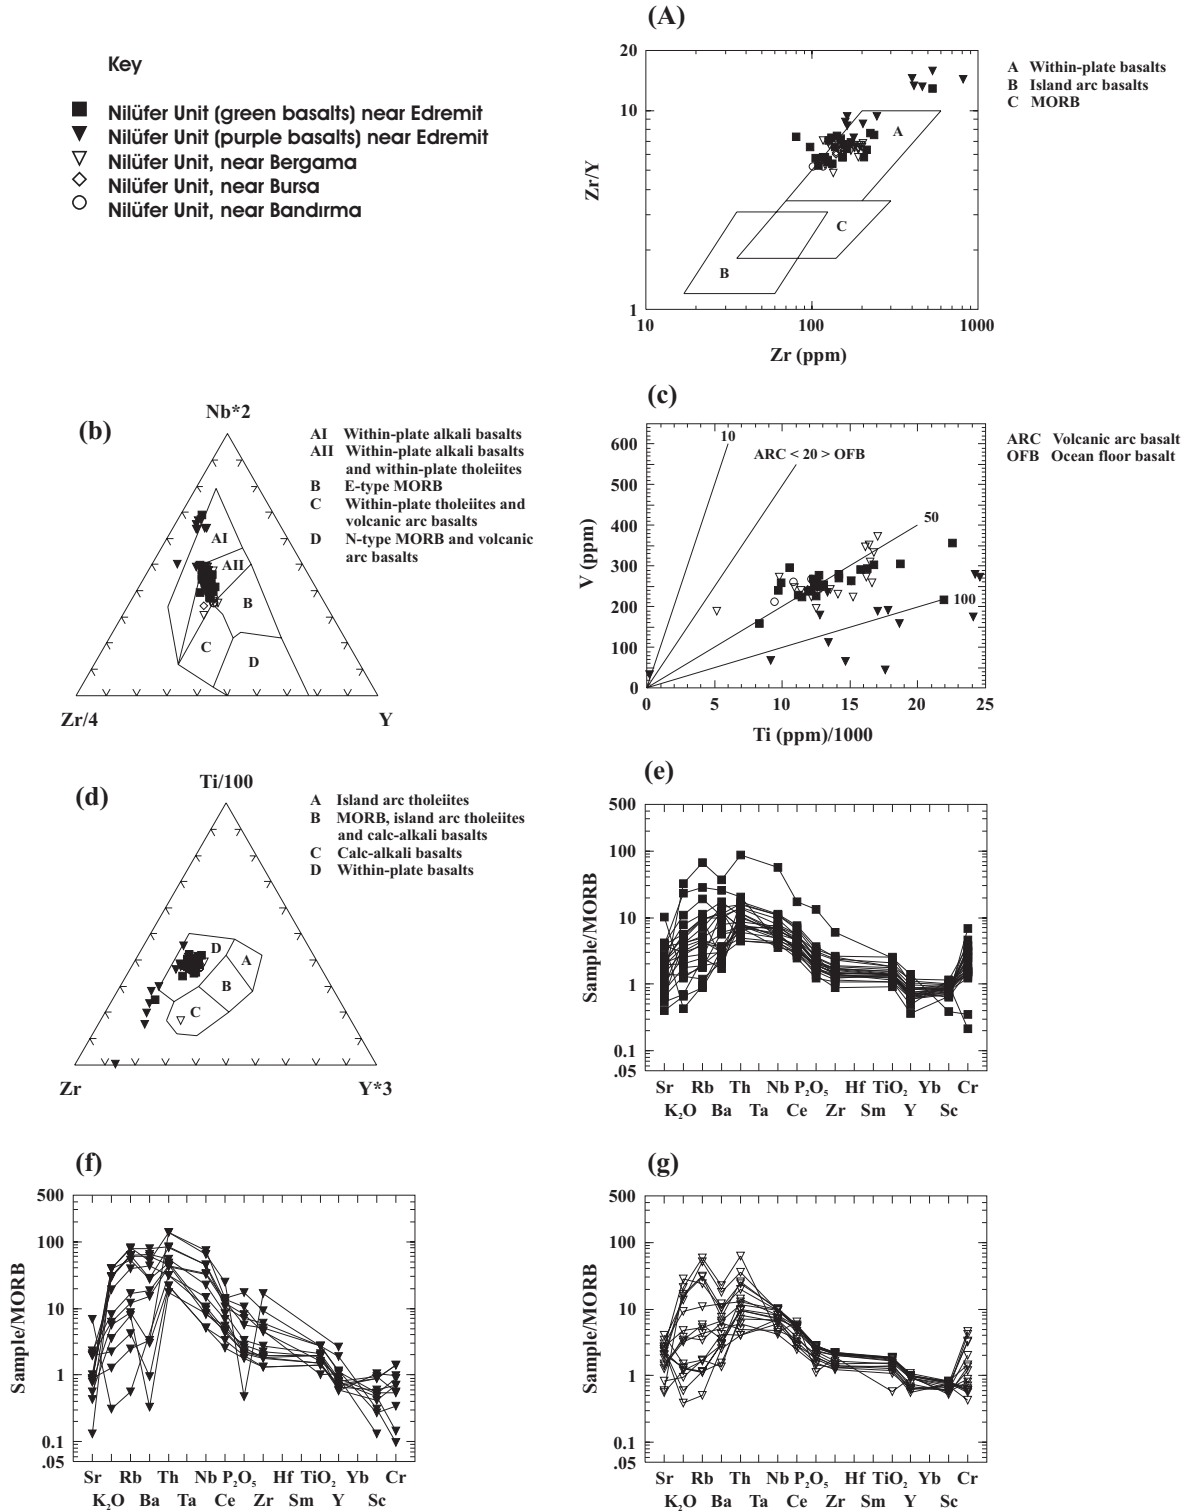 Key
Nilüfer Unit (green basalts) near Edremit
Nilüfer Unit (purple basalts) near Edremit
Nilüfer Unit, near Bergama
Nilüfer Unit, near Bursa
Nilüfer Unit, near Bandırma
(A)
20
10
1
Zr/Y
A
B
C
10
100
1000
Zr (ppm)
A Within-plate basalts
B Island arc basalts
C MORB
(b)
Nb*2
AI
AII
B
C
D
Zr/4
Y
AI Within-plate alkali basalts
AII Within-plate alkali basalts
and within-plate tholeiites
B E-type MORB
C Within-plate tholeiites and
volcanic arc basalts
D N-type MORB and volcanic
arc basalts
(c)
600
500
400
300
200
100
0
V (ppm)
10
ARC < 20 > OFB
50
100
0
5
10
15
20
25
Ti (ppm)/1000
ARC Volcanic arc basalt
OFB Ocean floor basalt
(d)
Ti/100
D
A
B
C
Zr
Y*3
A Island arc tholeiites
B MORB, island arc tholeiites
and calc-alkali basalts
C Calc-alkali basalts
D Within-plate basalts
(e)
500
100
10
1
0.1
.05
Sample/MORB
Sr Rb Th Nb P₂O₅ Hf TiO₂ Yb Cr
K₂O Ba Ta Ce Zr Sm Y Sc
(f)
500
100
10
1
0.1
.05
Sample/MORB
Sr Rb Th Nb P₂O₅ Hf TiO₂ Yb Cr
K₂O Ba Ta Ce Zr Sm Y Sc
(g)
500
100
10
1
0.1
.05
Sample/MORB
Sr Rb Th Nb P₂O₅ Hf TiO₂ Yb Cr
K₂O Ba Ta Ce Zr Sm Y Sc